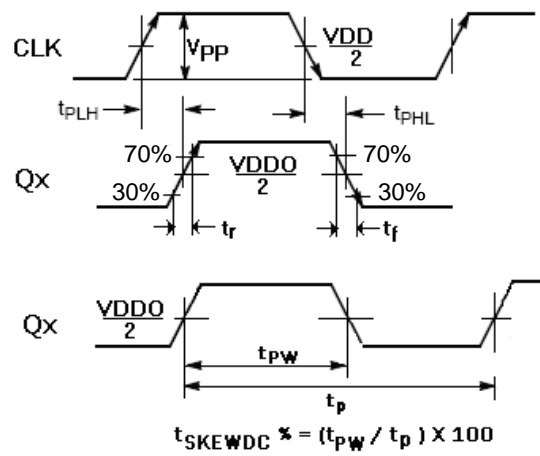 CLK
VPP
VDD
2
tPLH
tPHL
70%
VDDO
2
70%
Qx
30%
30%
tr
tf
VDDO
2
Qx
tPW
tp
tSKEWDC % = (tPW / tp ) X 100